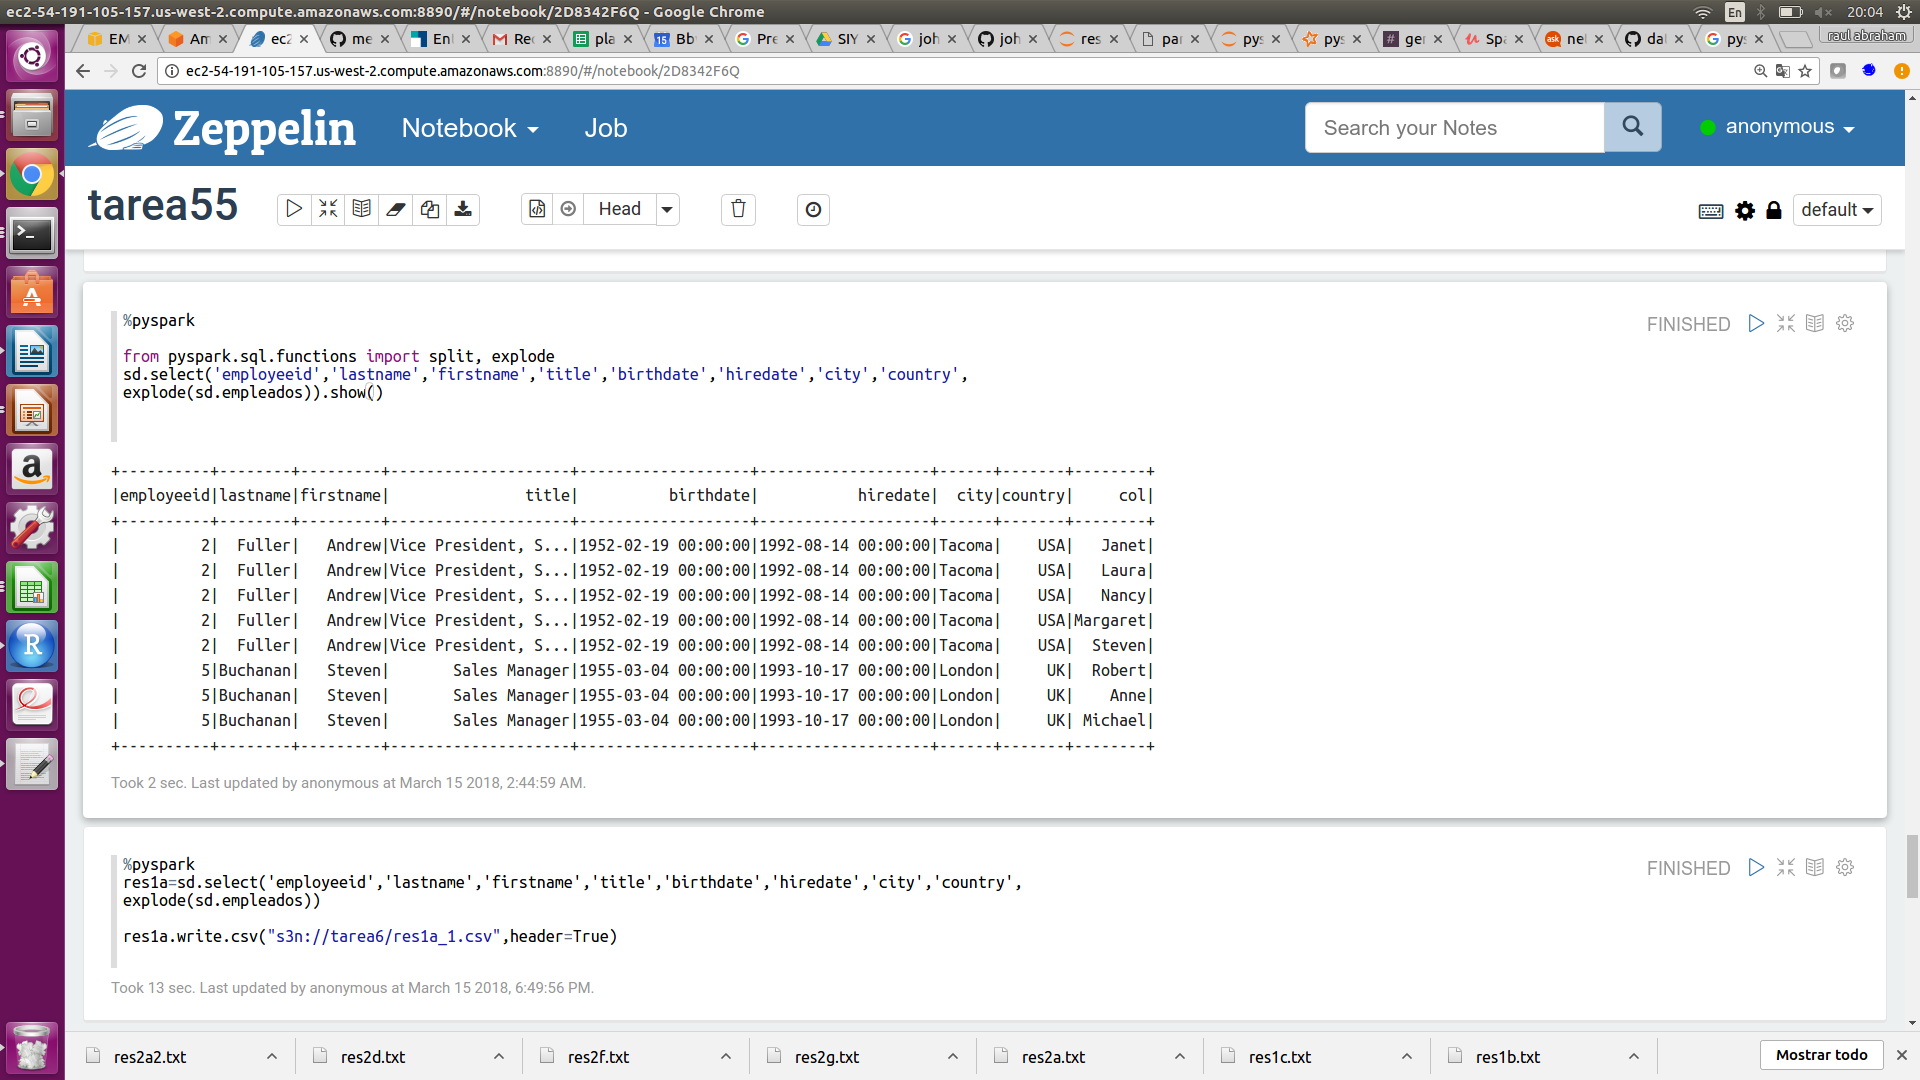 ec2-54-191-105-157.us-west-2.compute.amazonaws.com:8890/#/notebook/2D8342F6Q - Google Chrome
En
20:04
EM
Am
ec2
me
Enl
Rec
pla
15
Bby
Pre
SIY
joh
joh
res
par
pys
pys
ger
Spa
ask
nel
dat
pys
raul abraham
ec2-54-191-105-157.us-west-2.compute.amazonaws.com:8890/#/notebook/2D8342F6Q
Zeppelin
Notebook
Job
Search your Notes
anonymous
tarea55
Head
default
%pyspark
FINISHED
from pyspark.sql.functions import split, explode
sd.select('employeeid','lastname','firstname','title','birthdate','hiredate','city','country',
explode(sd.empleados)).show()
+----------+--------+---------+--------------------+-------------------+-------------------+------+-------+--------+
|employeeid|lastname|firstname|               title|          birthdate|           hiredate|  city|country|     col|
+----------+--------+---------+--------------------+-------------------+-------------------+------+-------+--------+
|         2|  Fuller|   Andrew|Vice President, S...|1952-02-19 00:00:00|1992-08-14 00:00:00|Tacoma|    USA|   Janet|
|         2|  Fuller|   Andrew|Vice President, S...|1952-02-19 00:00:00|1992-08-14 00:00:00|Tacoma|    USA|   Laura|
|         2|  Fuller|   Andrew|Vice President, S...|1952-02-19 00:00:00|1992-08-14 00:00:00|Tacoma|    USA|   Nancy|
|         2|  Fuller|   Andrew|Vice President, S...|1952-02-19 00:00:00|1992-08-14 00:00:00|Tacoma|    USA|Margaret|
|         2|  Fuller|   Andrew|Vice President, S...|1952-02-19 00:00:00|1992-08-14 00:00:00|Tacoma|    USA|  Steven|
|         5|Buchanan|   Steven|       Sales Manager|1955-03-04 00:00:00|1993-10-17 00:00:00|London|     UK|  Robert|
|         5|Buchanan|   Steven|       Sales Manager|1955-03-04 00:00:00|1993-10-17 00:00:00|London|     UK|    Anne|
|         5|Buchanan|   Steven|       Sales Manager|1955-03-04 00:00:00|1993-10-17 00:00:00|London|     UK| Michael|
+----------+--------+---------+--------------------+-------------------+-------------------+------+-------+--------+
Took 2 sec. Last updated by anonymous at March 15 2018, 2:44:59 AM.
%pyspark
FINISHED
res1a=sd.select('employeeid','lastname','firstname','title','birthdate','hiredate','city','country',
explode(sd.empleados))
res1a.write.csv("s3n://tarea6/res1a_1.csv",header=True)
Took 13 sec. Last updated by anonymous at March 15 2018, 6:49:56 PM.
res2a2.txt
res2d.txt
res2f.txt
res2g.txt
res2a.txt
res1c.txt
res1b.txt
Mostrar todo